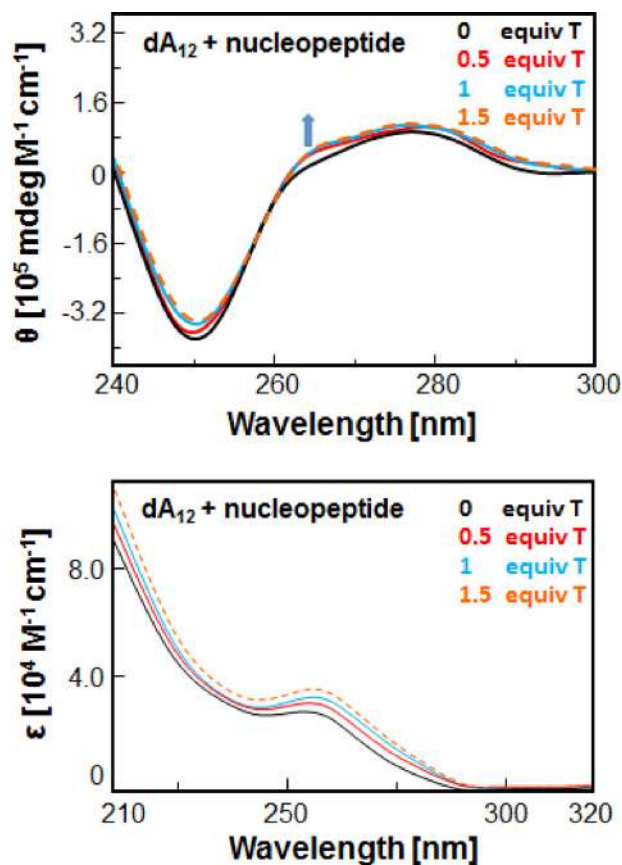 3.2
1.6
0
-1.6
-3.2
θ [10⁵ mdeg M⁻¹ cm⁻¹]
dA₁₂ + nucleopeptide
0 equiv T
0.5 equiv T
1 equiv T
1.5 equiv T
240 260 280 300
Wavelength [nm]
8.0
4.0
0
ε [10⁴ M⁻¹ cm⁻¹]
dA₁₂ + nucleopeptide
0 equiv T
0.5 equiv T
1 equiv T
1.5 equiv T
210 250 300 320
Wavelength [nm]